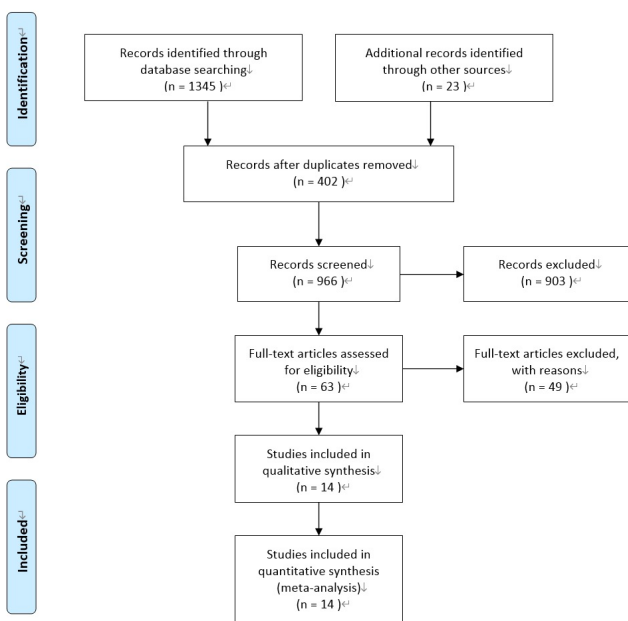 Identification↵
Records identified through
database searching↓
(n = 1345 )↵
Additional records identified
through other sources↓
(n = 23 )↵
Records after duplicates removed↓
(n = 402 )↵
Screening↵
Records screened↓
(n = 966 )↵
Records excluded↓
(n = 903 )↵
Eligibility↵
Full-text articles assessed
for eligibility↓
(n = 63 )↵
Full-text articles excluded,
with reasons↓
(n = 49 )↵
Studies included in
qualitative synthesis↓
(n = 14 )↵
Included↵
Studies included in
quantitative synthesis
(meta-analysis)↓
(n = 14 )↵